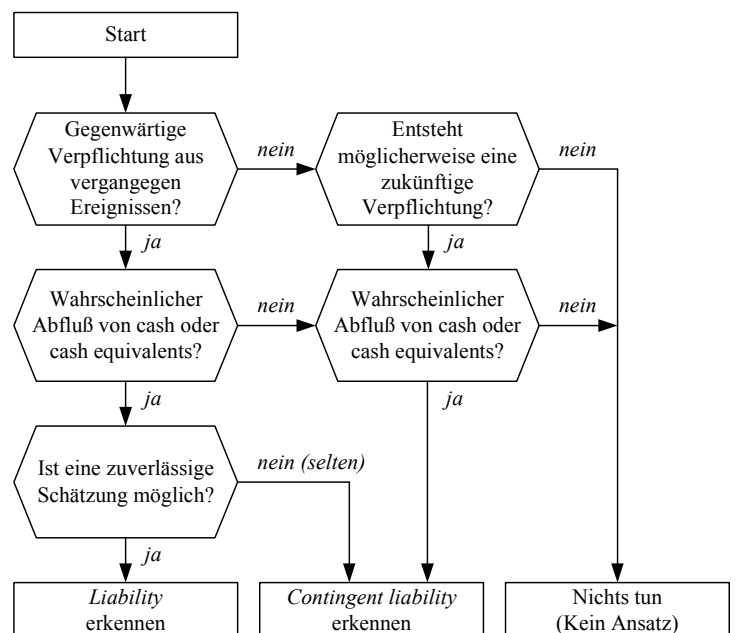 Start
Gegenwärtige
Verpflichtung aus
vergangegen
Ereignissen?
nein
Entsteht
möglicherweise eine
zukünftige
Verpflichtung?
nein
ja
ja
Wahrscheinlicher
Abfluß von cash oder
cash equivalents?
nein
Wahrscheinlicher
Abfluß von cash oder
cash equivalents?
nein
ja
ja
Ist eine zuverlässige
Schätzung möglich?
nein (selten)
ja
Liability
erkennen
Contingent liability
erkennen
Nichts tun
(Kein Ansatz)